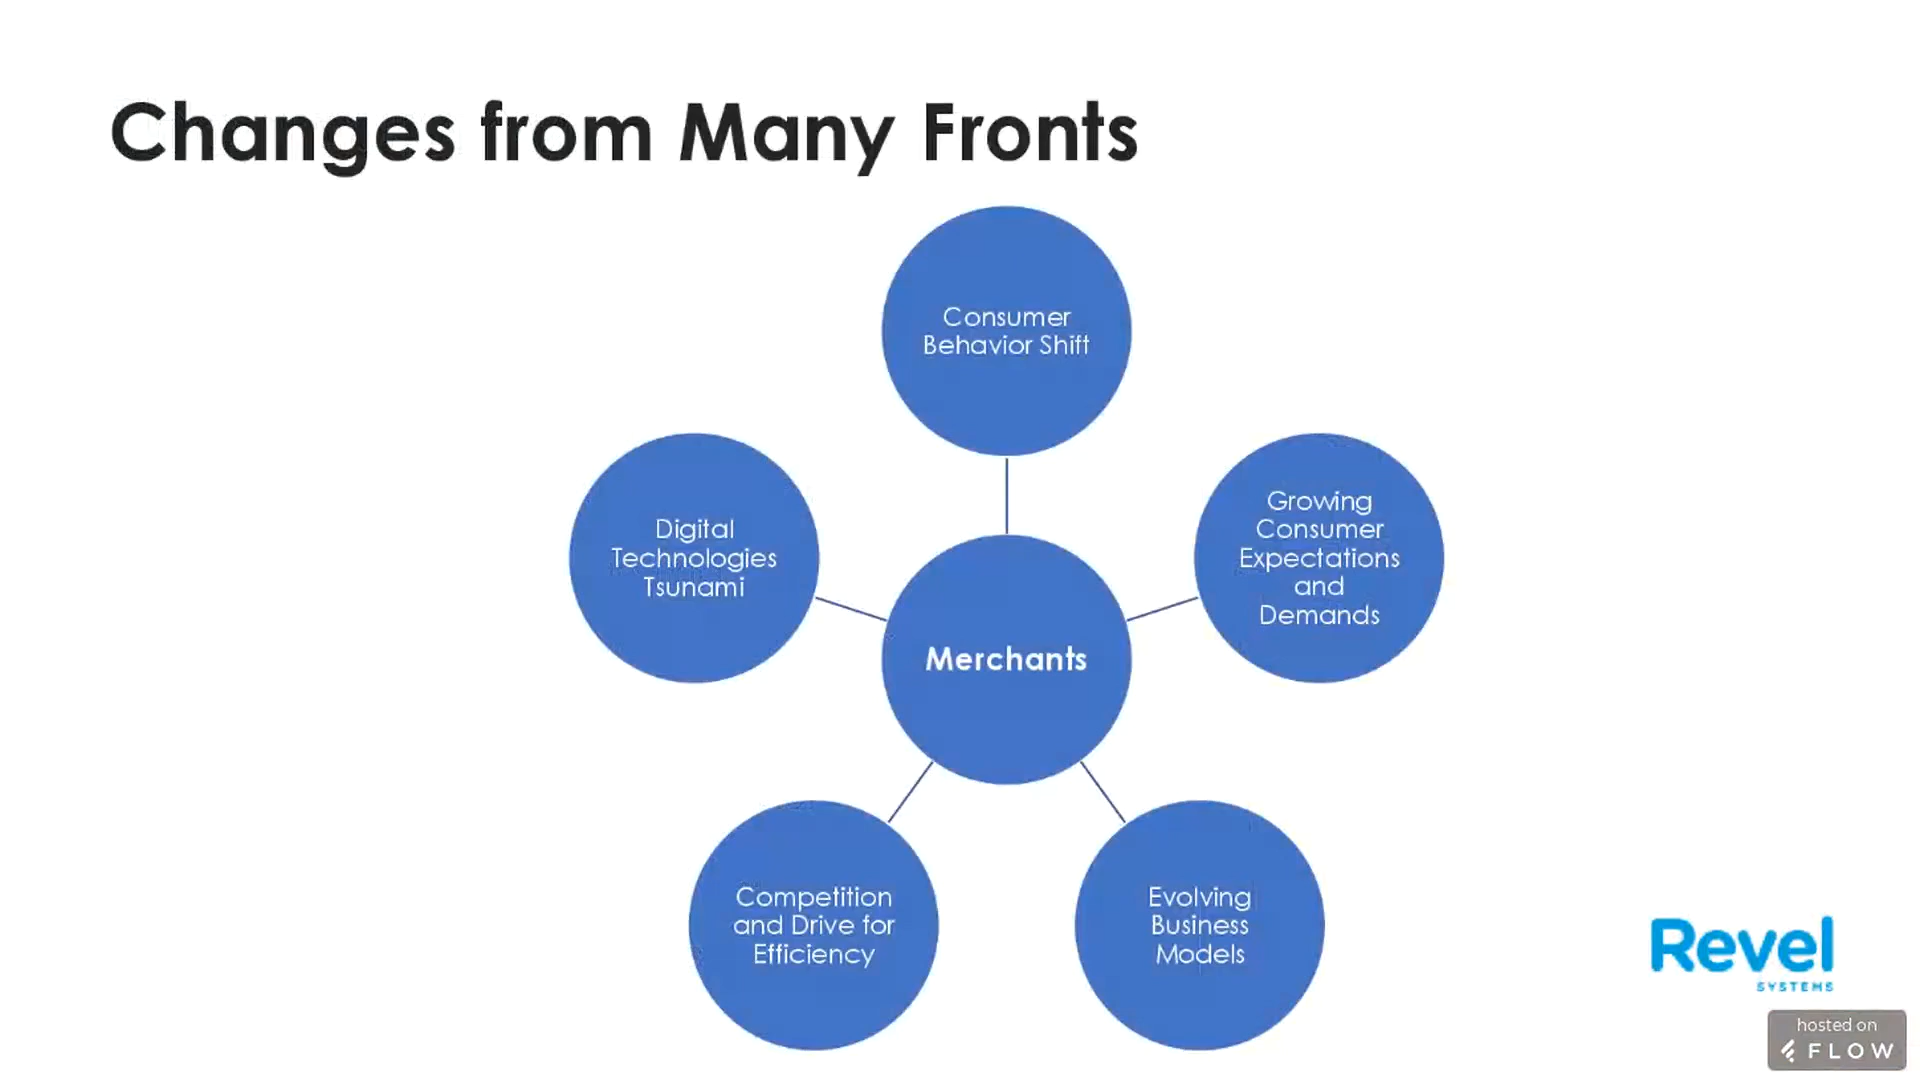 Changes from Many Fronts
Consumer
Behavior Shift
Digital
Technologies
Tsunami
Growing
Consumer
Expectations
and
Demands
Merchants
Competition
and Drive for
Efficiency
Evolving
Business
Models
Revel
SYSTEMS
hosted on
FLOW